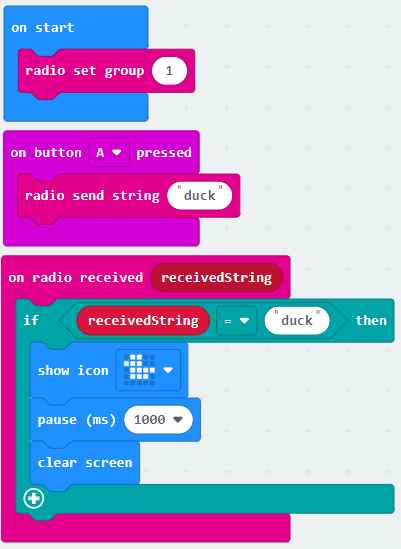 on start
radio set group 1
on button A pressed
radio send string "duck"
on radio received receivedString
if receivedString = "duck" then
show icon
pause (ms) 1000
clear screen